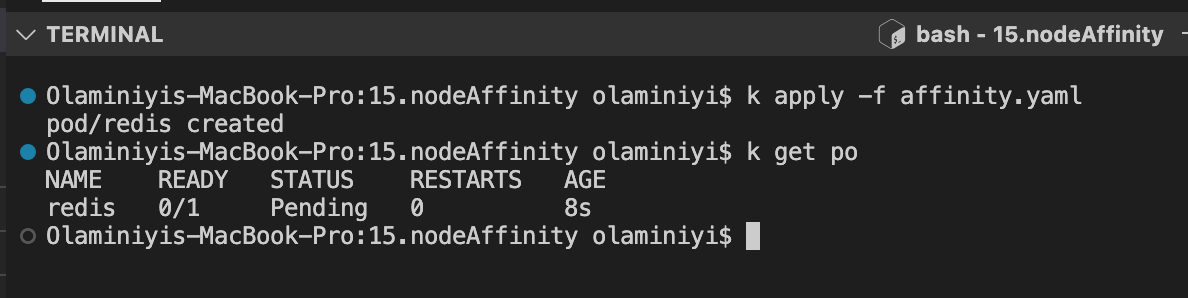 TERMINAL
bash - 15.nodeAffinity
Olaminiyis-MacBook-Pro:15.nodeAffinity olaminiyi$ k apply -f affinity.yaml
pod/redis created
Olaminiyis-MacBook-Pro:15.nodeAffinity olaminiyi$ k get po
NAME READY STATUS RESTARTS AGE
redis 0/1 Pending 0 8s
Olaminiyis-MacBook-Pro:15.nodeAffinity olaminiyi$